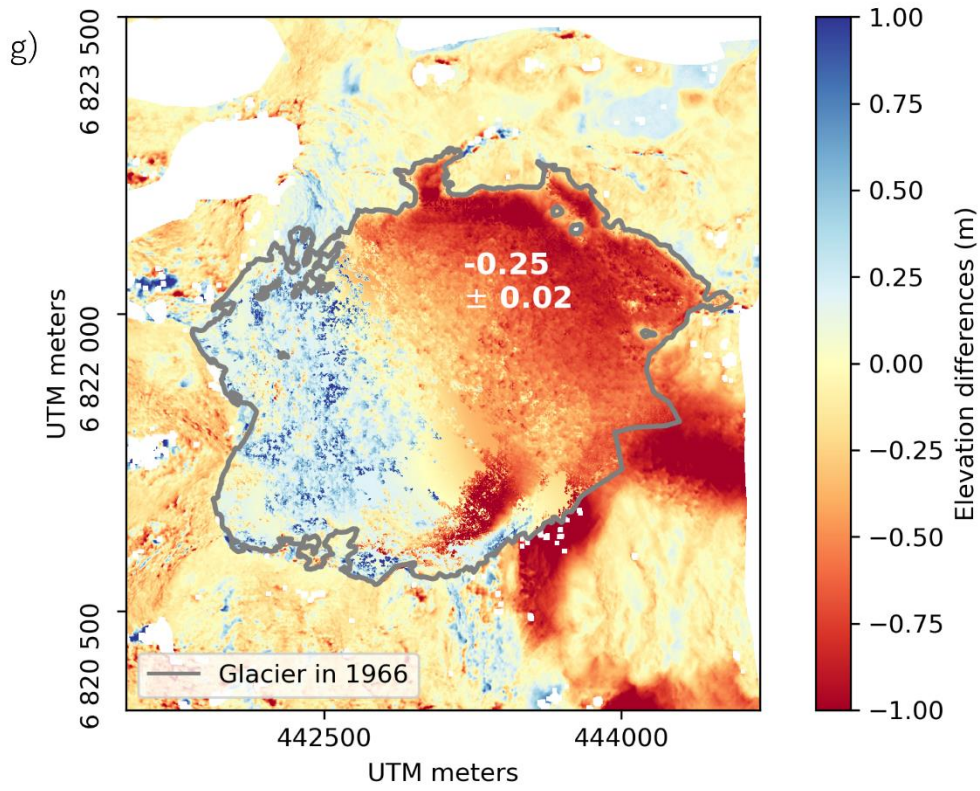 g)
6 823 500
6 822 000
6 820 500
UTM meters
-0.25
± 0.02
Glacier in 1966
442500
444000
UTM meters
1.00
0.75
0.50
0.25
0.00
−0.25
−0.50
−0.75
−1.00
Elevation differences (m)